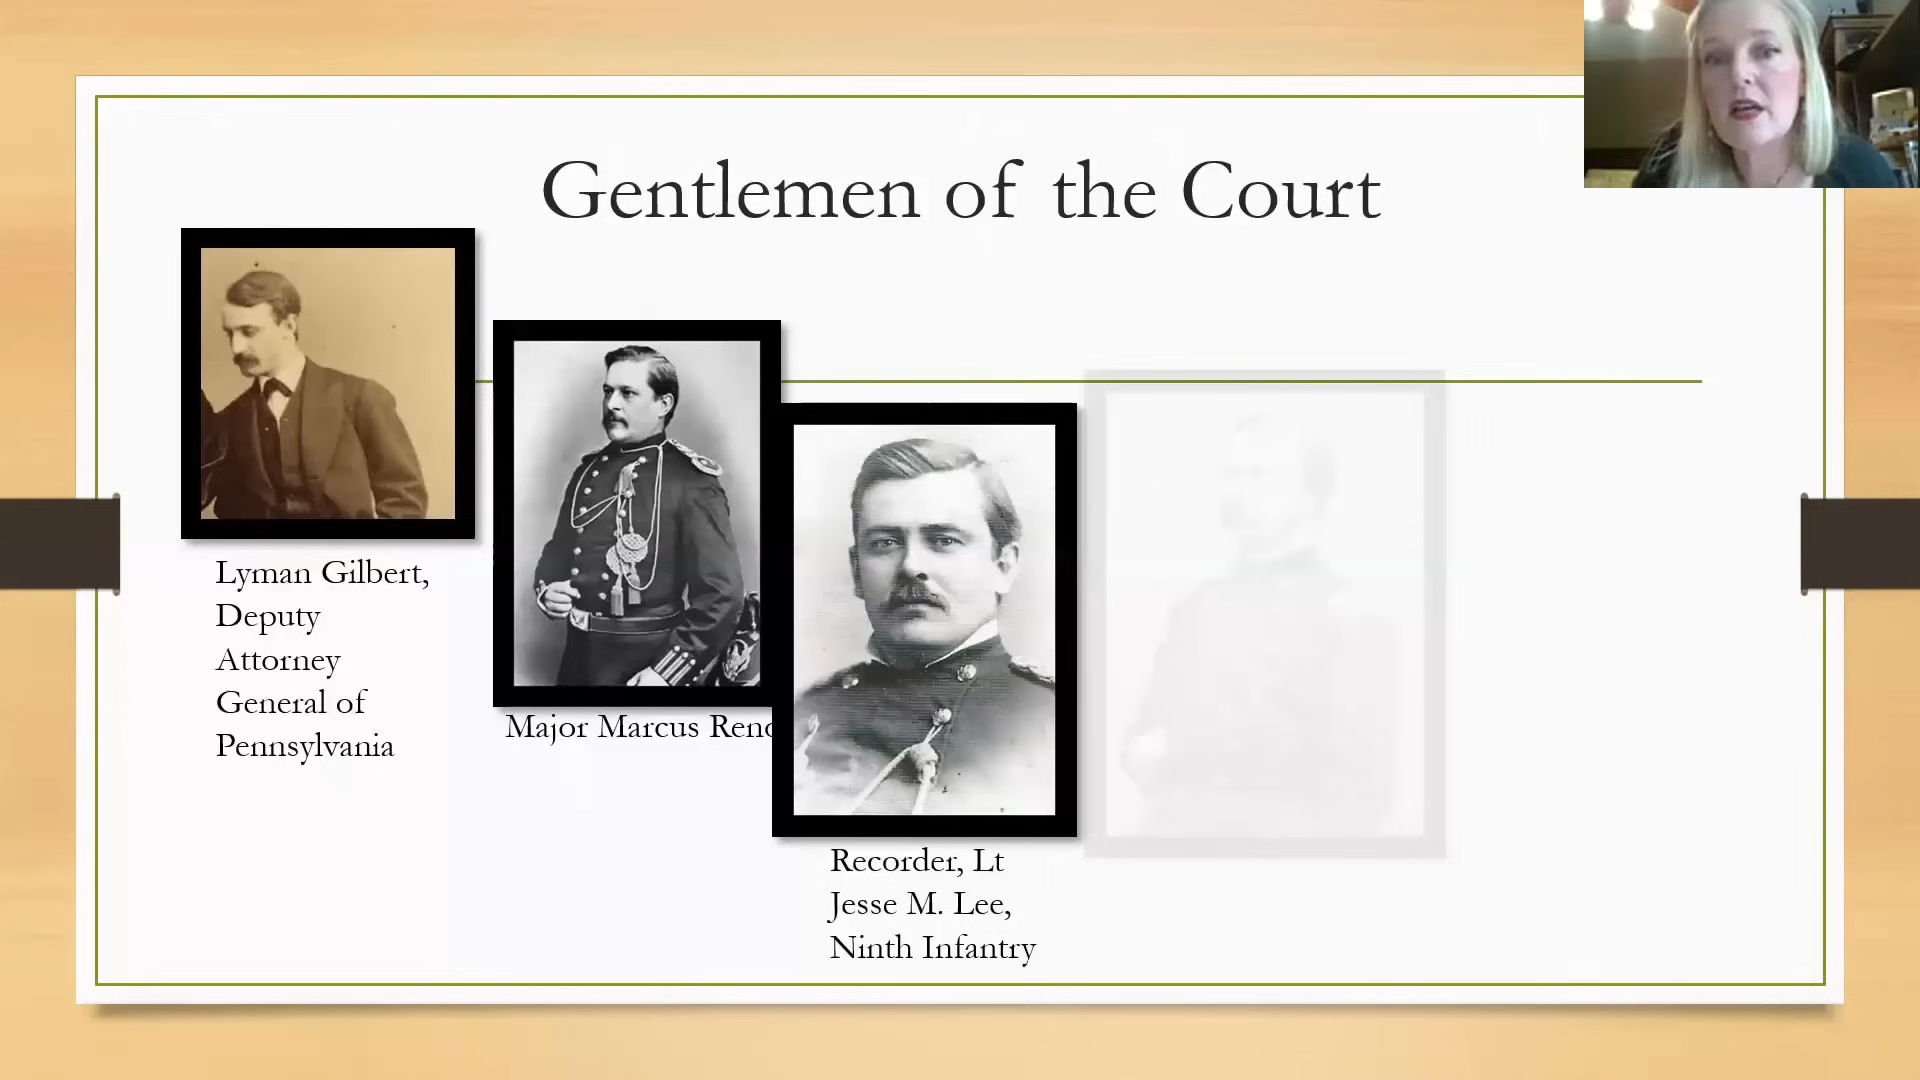 Gentlemen of the Court
Lyman Gilbert,
Deputy
Attorney
General of
Pennsylvania
Major Marcus Reno
Recorder, Lt
Jesse M. Lee,
Ninth Infantry